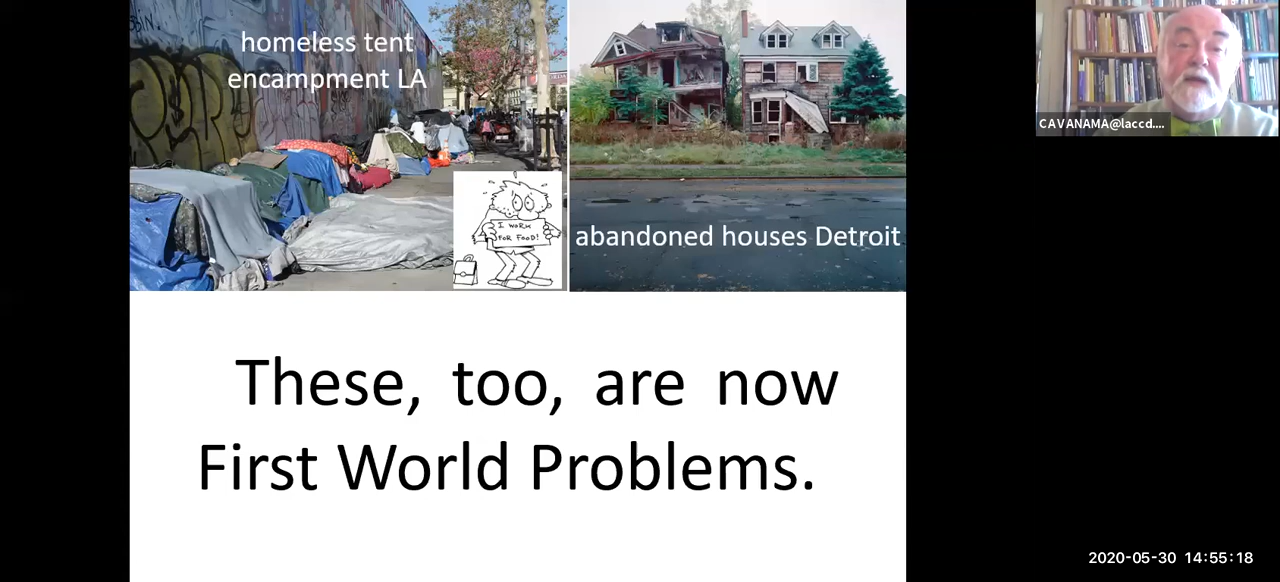 homeless tent
encampment LA
I WORK
FOR FOOD!
abandoned houses Detroit
CAVANAMA@laccd....
These, too, are now
First World Problems.
2020-05-30 14:55:18